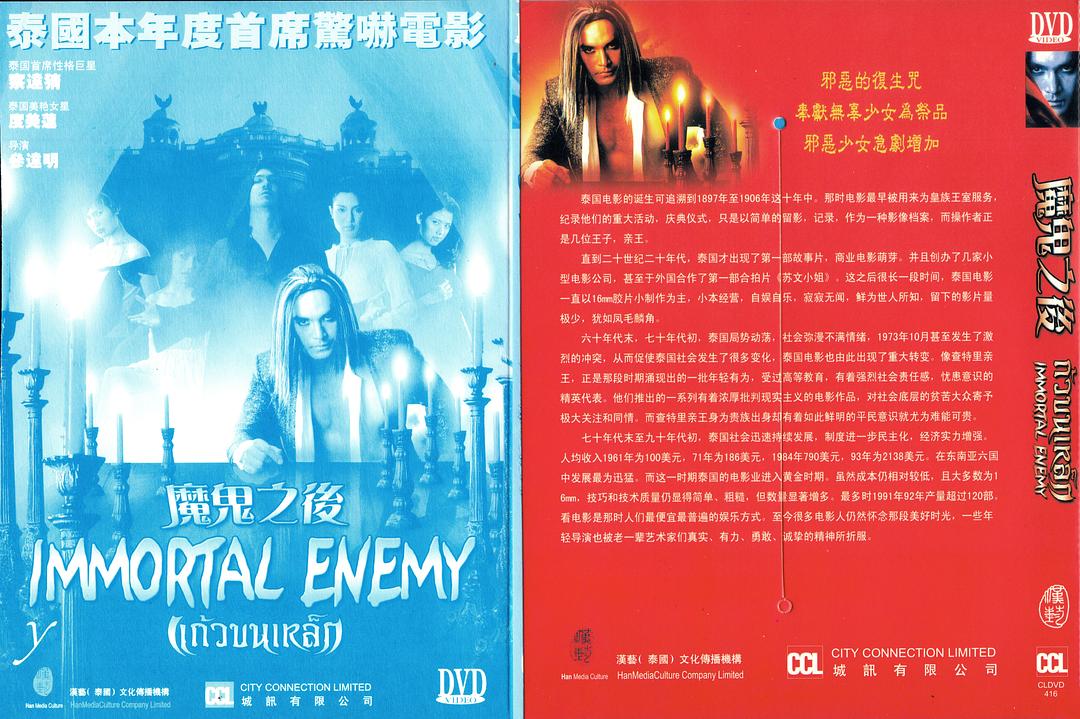 泰國本年度首席驚嚇電影
泰国首席性格巨星
察達猜
泰国美艳女星
度美蓮
导演
參達明
魔鬼之後
IMMORTAL ENEMY
แก้วขนเหล็ก
y
Han Media Culture
漢藝(泰國)文化傳播機構
HanMediaCulture Company Limited
CCL
CITY CONNECTION LIMITED
城訊有限公司
DVD
VIDEO
邪惡的復生咒
奉獻無辜少女為祭品
邪惡少女急劇增加
泰国电影的诞生可追溯到1897年至1906年这十年中。那时电影最早被用来为皇族王室服务,
纪录他们的重大活动,庆典仪式,只是以简单的留影,记录,作为一种影像档案,而操作者正
是几位王子,亲王。
直到二十世纪二十年代,泰国才出现了第一部故事片,商业电影萌芽。并且创办了几家小
型电影公司,甚至于外国合作了第一部合拍片《苏文小姐》。这之后很长一段时间,泰国电影
一直以16mm胶片小制作为主,小本经营,自娱自乐,寂寂无闻,鲜为世人所知,留下的影片量
极少,犹如凤毛麟角。
六十年代末,七十年代初,泰国局势动荡,社会弥漫不满情绪,1973年10月甚至发生了激
烈的冲突,从而促使泰国社会发生了很多变化,泰国电影也由此出现了重大转变。像查特里亲
王,正是那段时期涌现出的一批年轻有为,受过高等教育,有着强烈社会责任感,忧患意识的
精英代表。他们推出的一系列有着浓厚批判现实主义的电影作品,对社会底层的贫苦大众寄予
极大关注和同情。而查特里亲王身为贵族出身却有着如此鲜明的平民意识就尤为难能可贵。
七十年代末至九十年代初,泰国社会迅速持续发展,制度进一步民主化,经济实力增强。
人均收入1961年为100美元,71年为186美元,1984年790美元,93年为2138美元。在东南亚六国
中发展最为迅猛。而这一时期泰国的电影业进入黄金时期。虽然成本仍相对较低,且大多数为1
6mm,技巧和技术质量仍显得简单、粗糙,但数量显著增多。最多时1991年92年产量超过120部。
看电影是那时人们最便宜最普遍的娱乐方式。至今很多电影人仍然怀念那段美好时光,一些年
轻导演也被老一辈艺术家们真实、有力、勇敢、诚挚的精神所折服。
Han Media Culture
漢藝(泰國)文化傳播機構
HanMediaCulture Company Limited
CCL
CITY CONNECTION LIMITED
城訊有限公司
DVD
VIDEO
魔鬼之後
แก้วขนเหล็ก
IMMORTAL ENEMY
漢藝
CCL
CLDVD
416